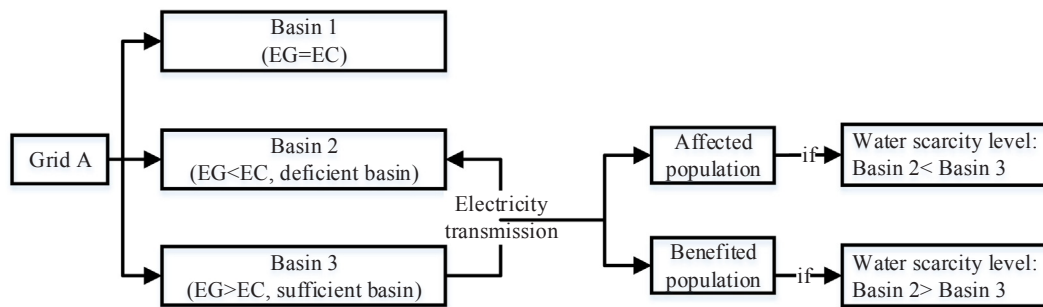 Basin 1
(EG=EC)
Grid A
Basin 2
(EG<EC, deficient basin)
Basin 3
(EG>EC, sufficient basin)
Electricity
transmission
Affected
population
if
Water scarcity level:
Basin 2< Basin 3
Benefited
population
if
Water scarcity level:
Basin 2> Basin 3